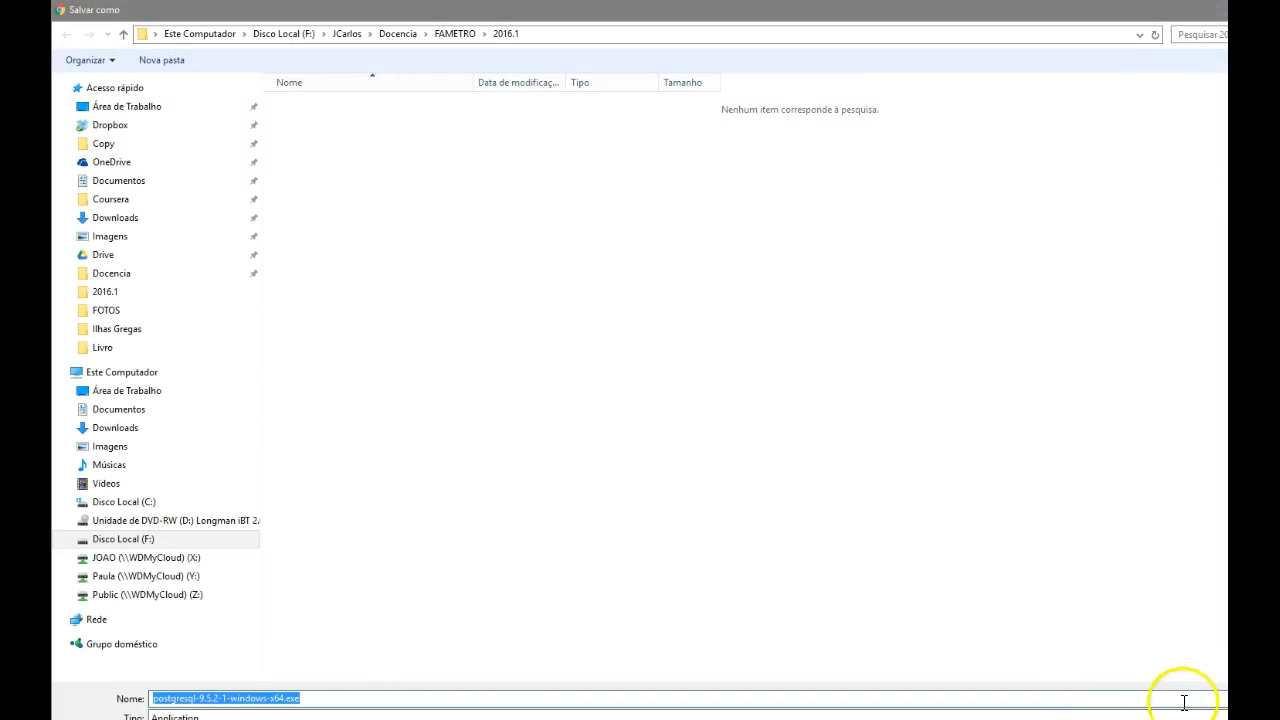 Salvar como
Este Computador > Disco Local (F:) > JCarlos > Docencia > FAMETRO > 2016.1
Pesquisar 20
Organizar
Nova pasta
Nome
Data de modificaç...
Tipo
Tamanho
Nenhum item corresponde à pesquisa.
Acesso rápido
Área de Trabalho
Dropbox
Copy
OneDrive
Documentos
Coursera
Downloads
Imagens
Drive
Docencia
2016.1
FOTOS
Ilhas Gregas
Livro
Este Computador
Área de Trabalho
Documentos
Downloads
Imagens
Músicas
Vídeos
Disco Local (C:)
Unidade de DVD-RW (D:) Longman iBT 2.
Disco Local (F:)
JOAO (\\WDMyCloud) (X:)
Paula (\\WDMyCloud) (Y:)
Public (\\WDMyCloud) (Z:)
Rede
Grupo doméstico
Nome: postgresql-9.5.2-1-windows-x64.exe
Tipo: Application